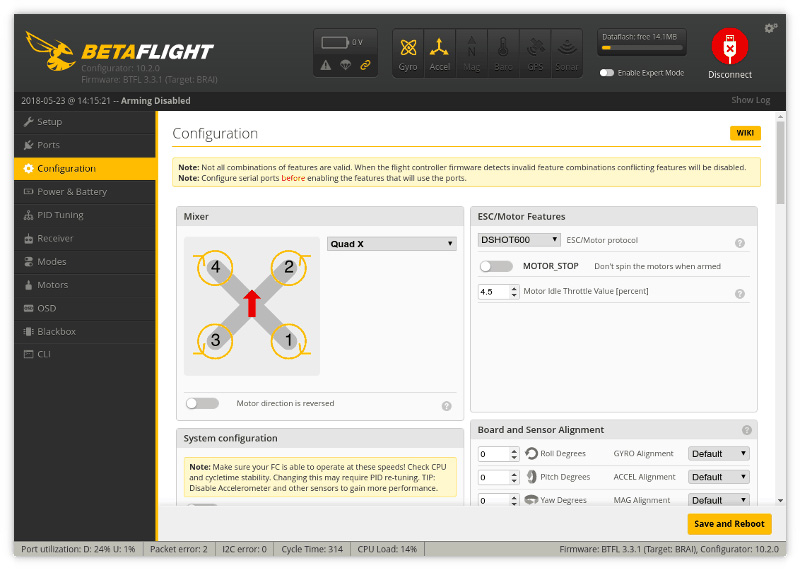 BETAFLIGHT
Configurator: 10.2.0
Firmware: BTFL 3.3.1 (Target: BRAI)
0 V
Gyro
Accel
Mag
Baro
GPS
Sonar
Dataflash: free 14.1MB
Enable Expert Mode
Disconnect
2018-05-23 @ 14:15:21 -- Arming Disabled
Show Log
Setup
Ports
Configuration
Power & Battery
PID Tuning
Receiver
Modes
Motors
OSD
Blackbox
CLI
Configuration
WIKI
Note: Not all combinations of features are valid. When the flight controller firmware detects invalid feature combinations conflicting features will be disabled.
Note: Configure serial ports before enabling the features that will use the ports.
Mixer
4
2
3
1
Quad X
Motor direction is reversed
?
System configuration
Note: Make sure your FC is able to operate at these speeds! Check CPU
and cycletime stability. Changing this may require PID re-tuning. TIP:
Disable Accelerometer and other sensors to gain more performance.
ESC/Motor Features
DSHOT600 ESC/Motor protocol ?
MOTOR_STOP Don't spin the motors when armed
4.5 Motor Idle Throttle Value [percent] ?
Board and Sensor Alignment ?
0 Roll Degrees GYRO Alignment Default
0 Pitch Degrees ACCEL Alignment Default
0 Yaw Degrees MAG Alignment Default
Save and Reboot
Port utilization: D: 24% U: 1% Packet error: 2 I2C error: 0 Cycle Time: 314 CPU Load: 14% Firmware: BTFL 3.3.1 (Target: BRAI), Configurator: 10.2.0